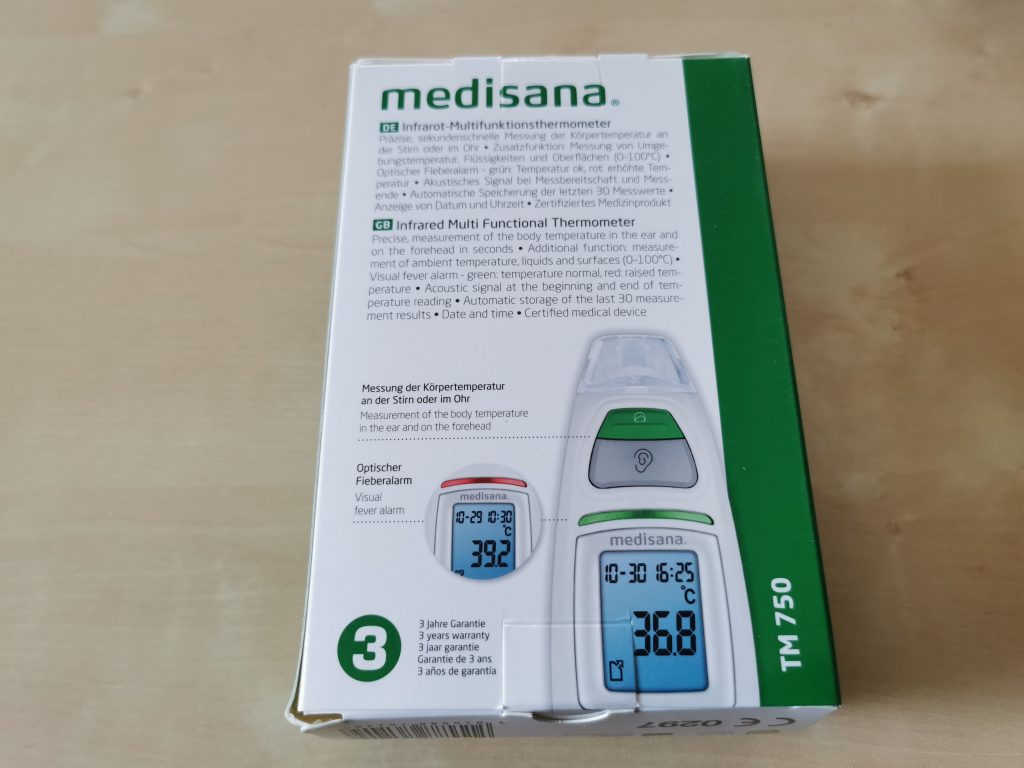 medisana®
DE Infrarot-Multifunktionsthermometer
Präzise, sekundenschnelle Messung der Körpertemperatur an
der Stirn oder im Ohr • Zusatzfunktion: Messung von Umge-
bungstemperatur, Flüssigkeiten und Oberflächen (0-100°C) •
Optischer Fieberalarm - grün: Temperatur ok, rot: erhöhte Tem-
peratur • Akustisches Signal bei Messbereitschaft und Mess-
ende • Automatische Speicherung der letzten 30 Messwerte •
Anzeige von Datum und Uhrzeit • Zertifiziertes Medizinprodukt
GB Infrared Multi Functional Thermometer
Precise, measurement of the body temperature in the ear and
on the forehead in seconds • Additional function: measure-
ment of ambient temperature, liquids and surfaces (0-100°C) •
Visual fever alarm - green: temperature normal, red: raised tem-
perature • Acoustic signal at the beginning and end of tem-
perature reading • Automatic storage of the last 30 measure-
ment results • Date and time • Certified medical device
Messung der Körpertemperatur
an der Stirn oder im Ohr
Measurement of the body temperature
in the ear and on the forehead
Optischer
Fieberalarm
Visual
fever alarm
medisana.
10-29 10:30
°C
39.2
medisana.
10-30 16:25
°C
36.8
3
3 Jahre Garantie
3 years warranty
3 jaar garantie
Garantie de 3 ans
3 años de garantía
TM 750
CE 0297
CE